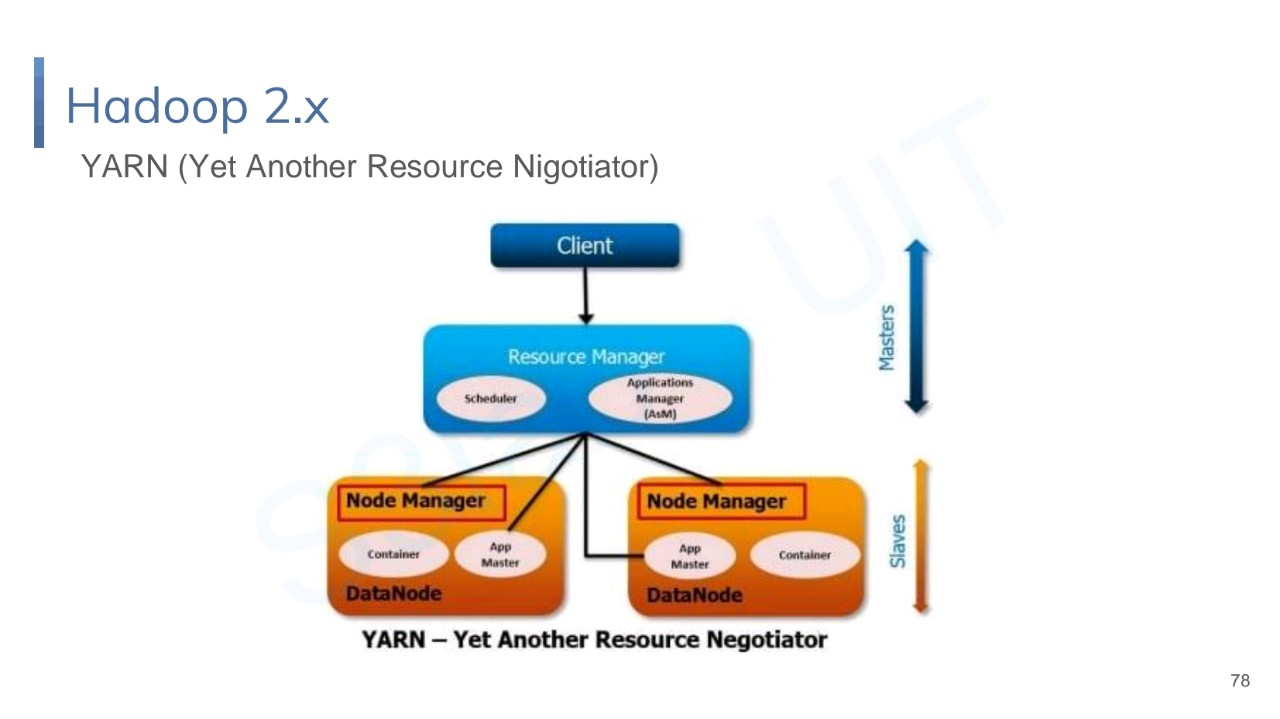 Hadoop 2.x
YARN (Yet Another Resource Nigotiator)
Client
Resource Manager
Scheduler
Applications
Manager
(AsM)
Masters
Node Manager
Container
App
Master
DataNode
Node Manager
App
Master
Container
DataNode
Slaves
YARN – Yet Another Resource Negotiator
UIT
78